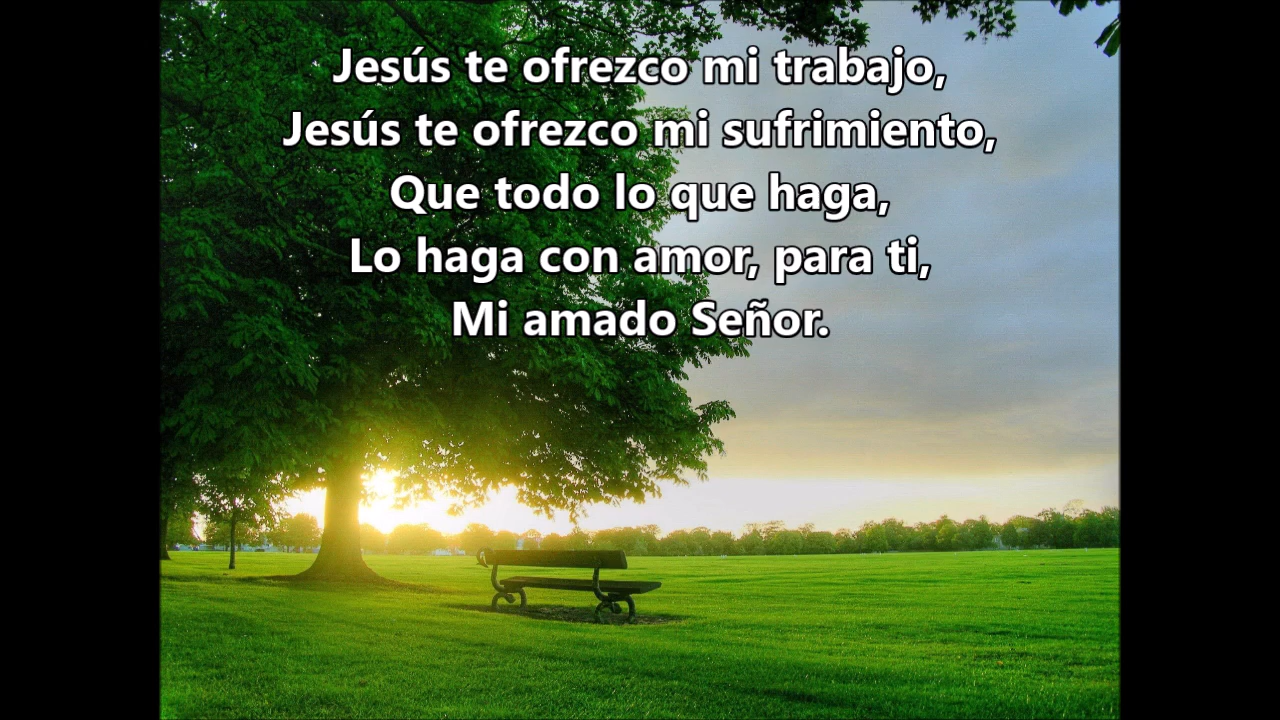 Jesús te ofrezco mi trabajo,
Jesús te ofrezco mi sufrimiento,
Que todo lo que haga,
Lo haga con amor, para ti,
Mi amado Señor.